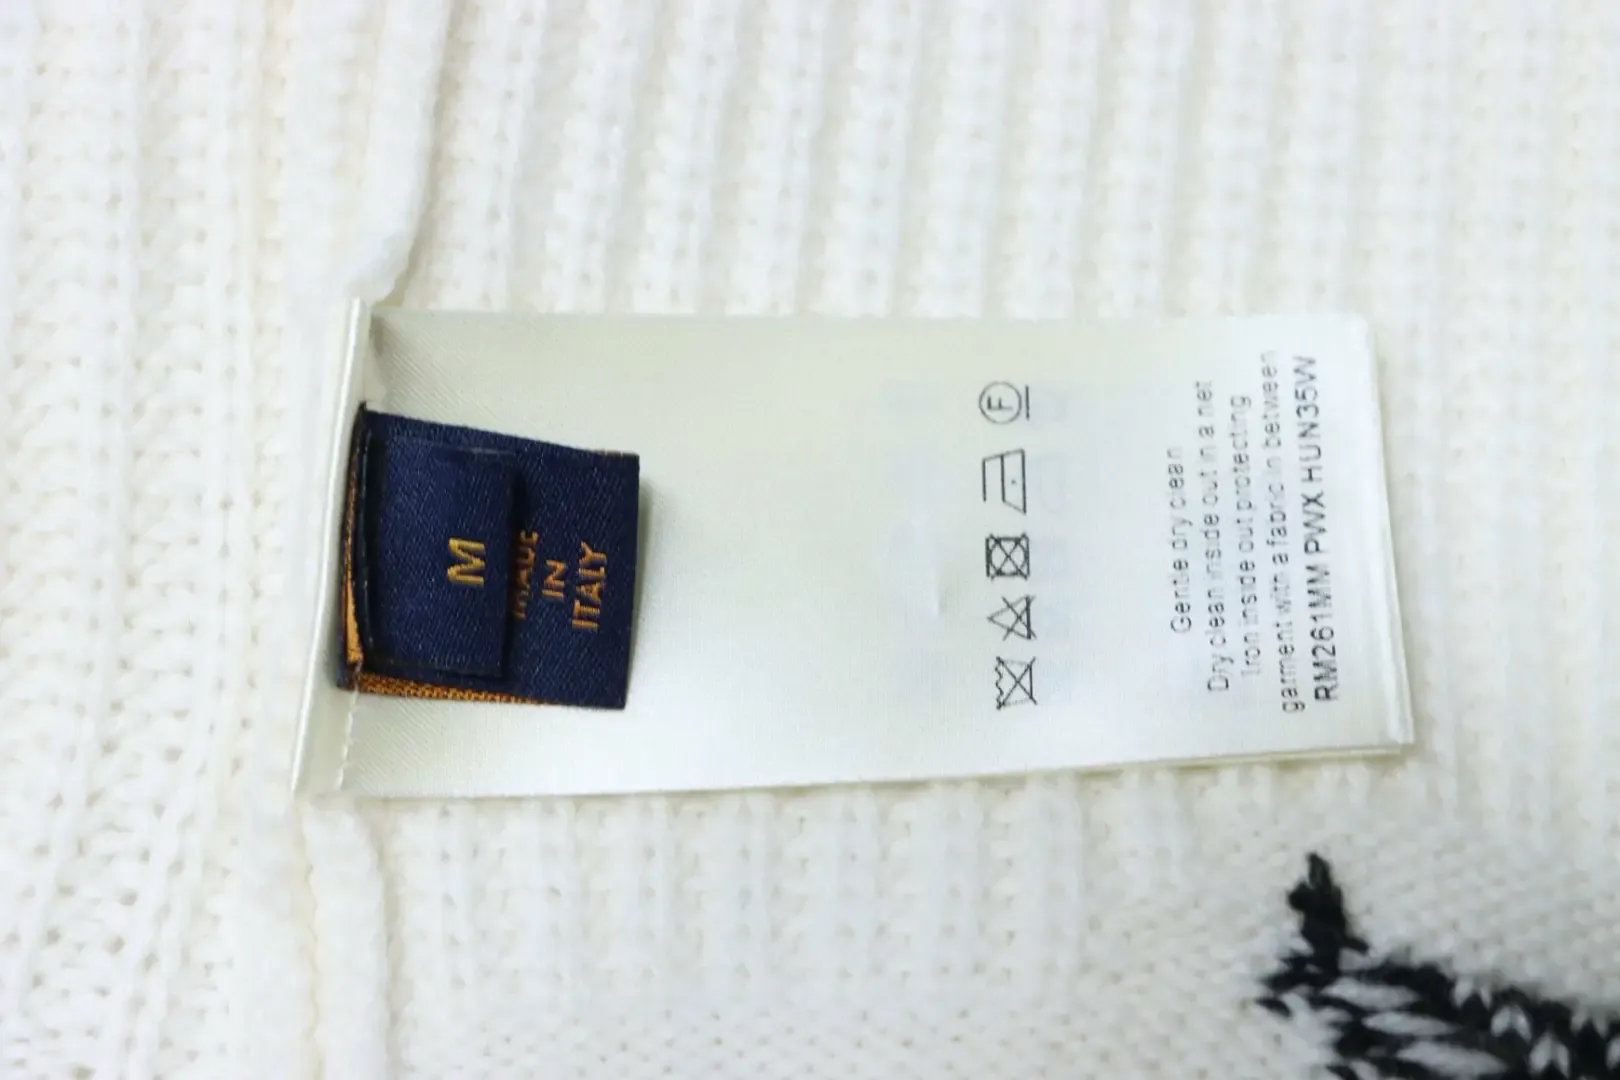 M
MADE
IN
ITALY
F
Gentle dry clean
Dry clean inside out in a net
Iron inside out protecting
garment with a fabric in between
RM261MM PWX HUN35W